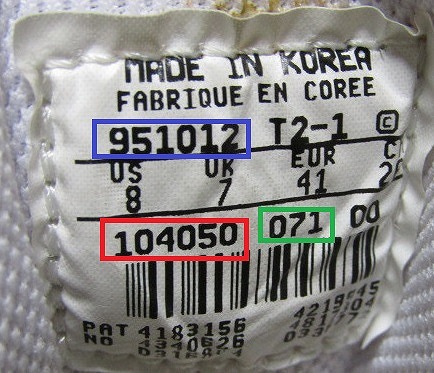 MADE IN KOREA
FABRIQUE EN COREE
951012 T2-1 C
US UK EUR C
8 7 41 2
104050 071 00
PAT 4183156
NO 4340626